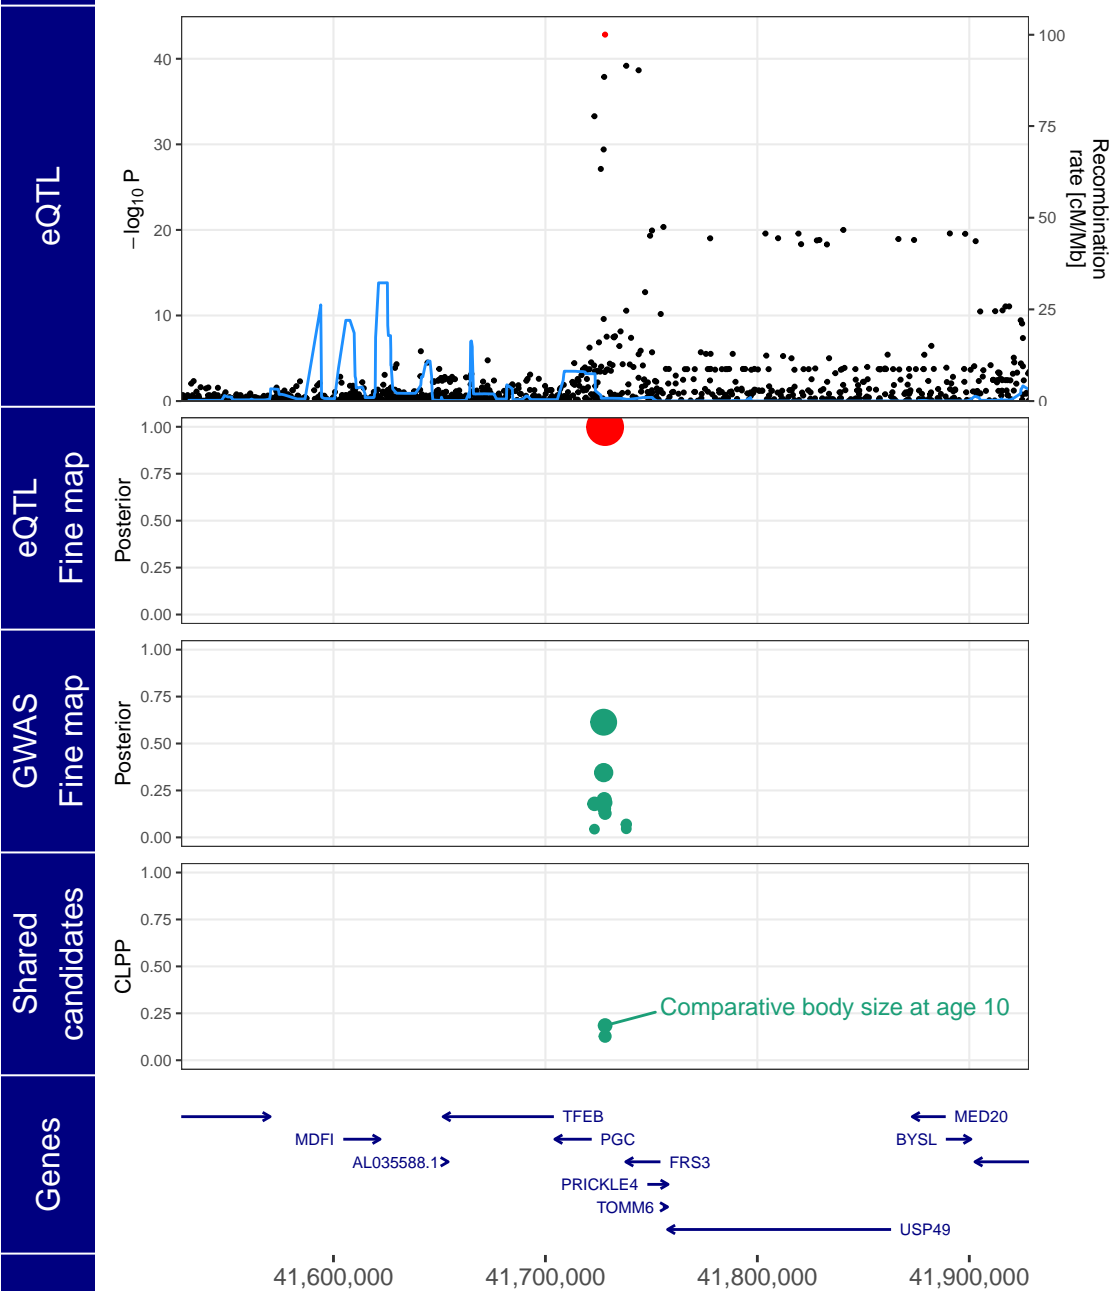 eQTL
– log10 P
0
10
20
30
40
0
25
50
75
100
Recombination
rate [cM/Mb]
eQTL
Fine map
Posterior
1.00
0.75
0.50
0.25
0.00
GWAS
Fine map
Posterior
1.00
0.75
0.50
0.25
0.00
Shared
candidates
CLPP
1.00
0.75
0.50
0.25
0.00
Comparative body size at age 10
Genes
TFEB
MED20
MDFI
PGC
BYSL
AL035588.1
FRS3
PRICKLE4
TOMM6
USP49
41,600,000
41,700,000
41,800,000
41,900,000